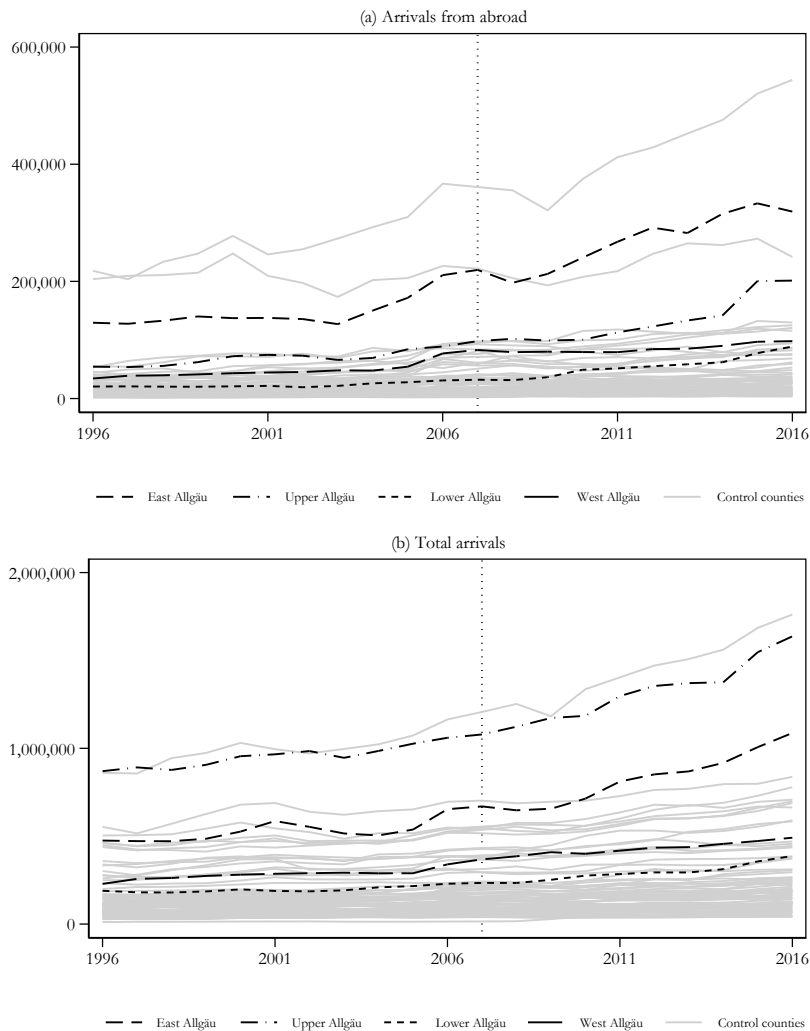 (a) Arrivals from abroad
600,000
400,000
200,000
0
1996 2001 2006 2011 2016
East Allgäu Upper Allgäu Lower Allgäu West Allgäu Control counties
(b) Total arrivals
2,000,000
1,000,000
0
1996 2001 2006 2011 2016
East Allgäu Upper Allgäu Lower Allgäu West Allgäu Control counties